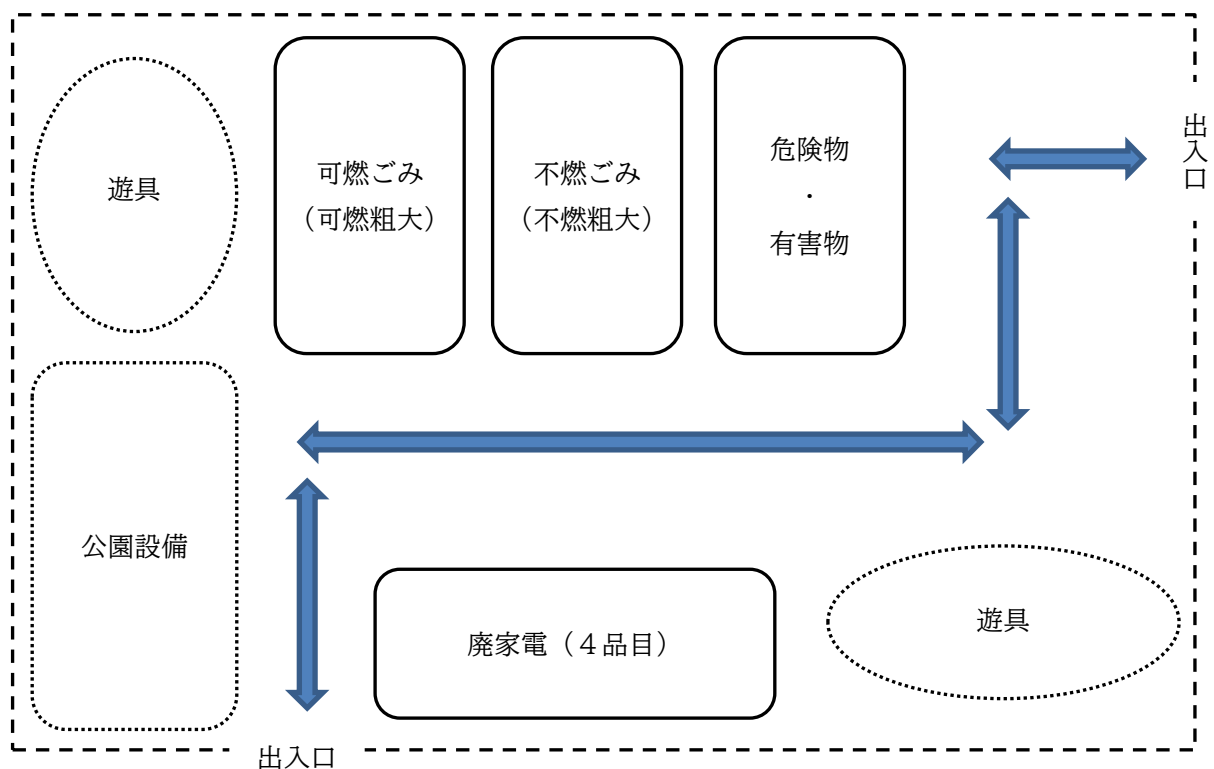 遊具
可燃ごみ
(可燃粗大)
不燃ごみ
(不燃粗大)
危険物
・
有害物
出入口
公園設備
廃家電(4品目)
遊具
出入口